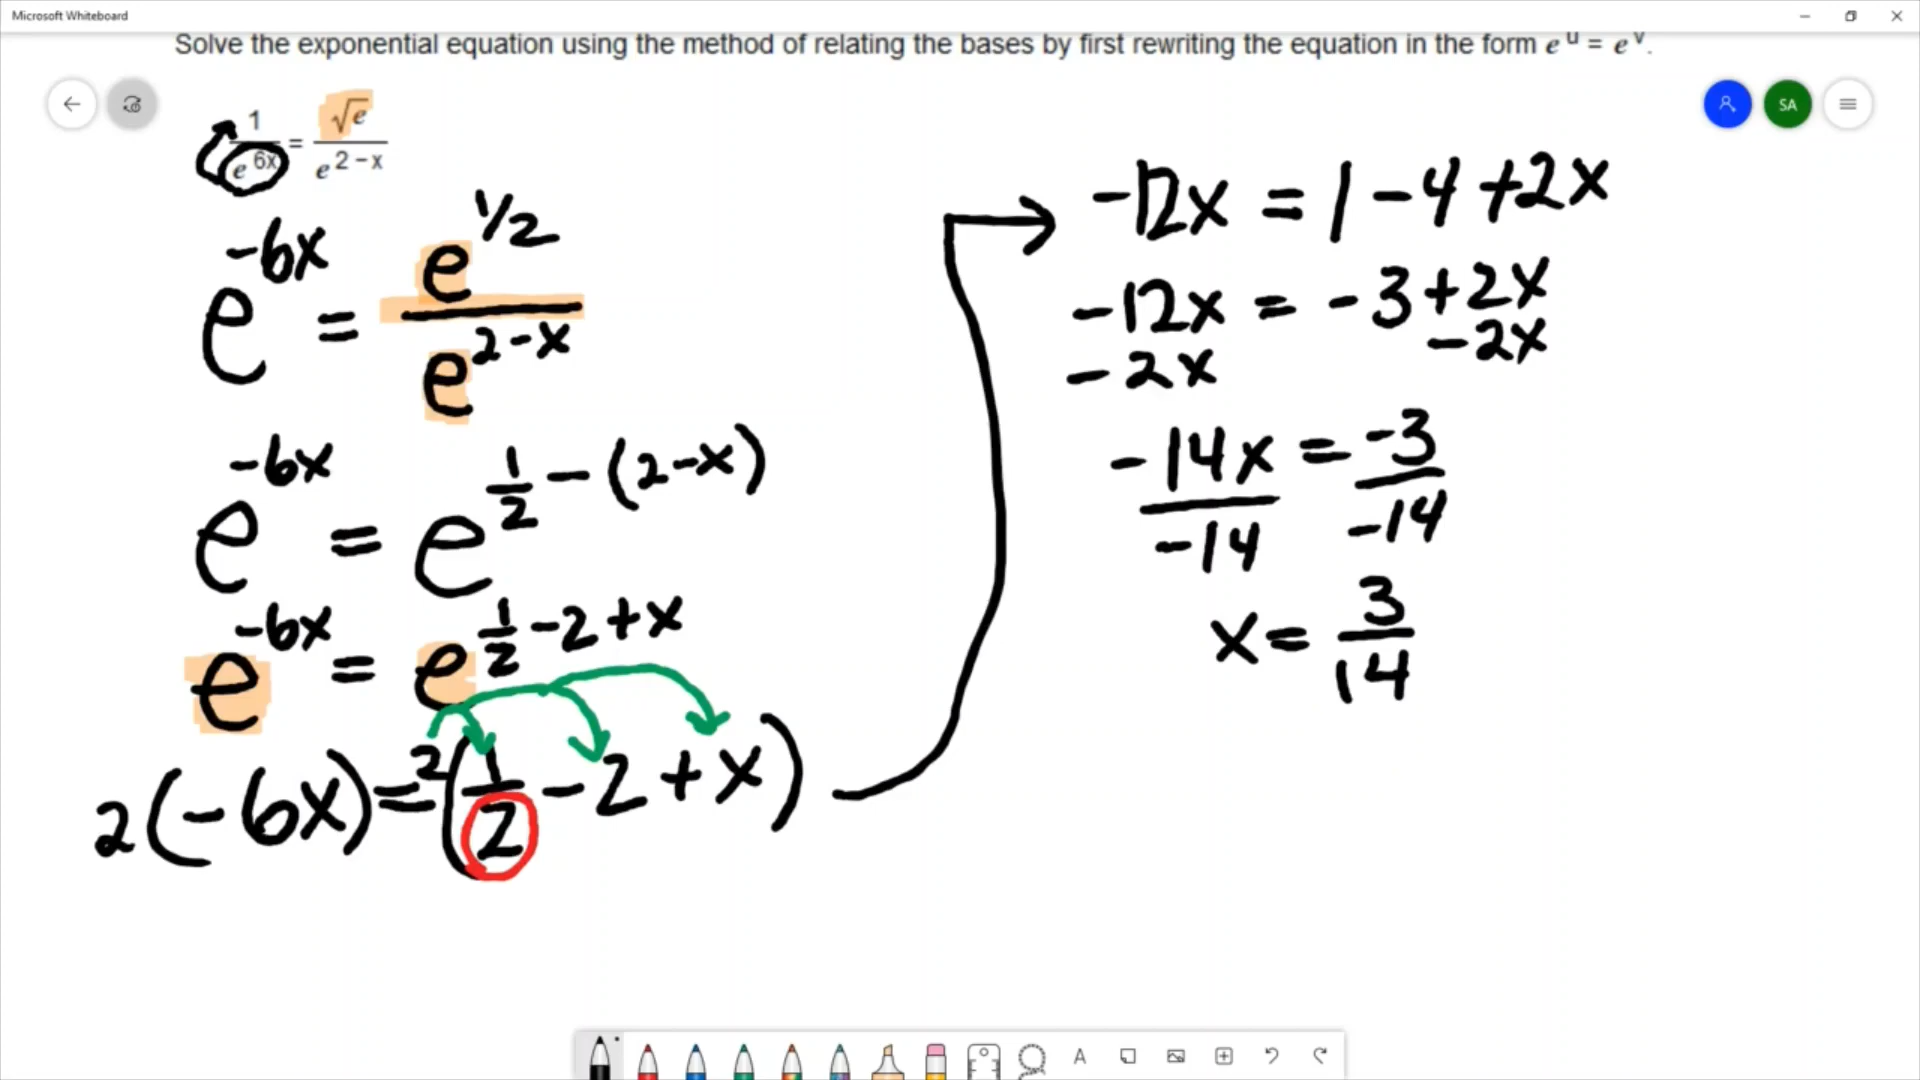 Microsoft Whiteboard
Solve the exponential equation using the method of relating the bases by first rewriting the equation in the form e^u = e^v.
SA
1/e^(6x) = √e/e^(2-x)
e^(-6x) = e^(1/2)/e^(2-x)
e^(-6x) = e^(1/2-(2-x))
e^(-6x) = e^(1/2-2+x)
2(-6x)=2(1/2-2+x)
-12x = 1-4+2x
-12x = -3+2x
-2x -2x
-14x/-14 = -3/-14
x = 3/14
A